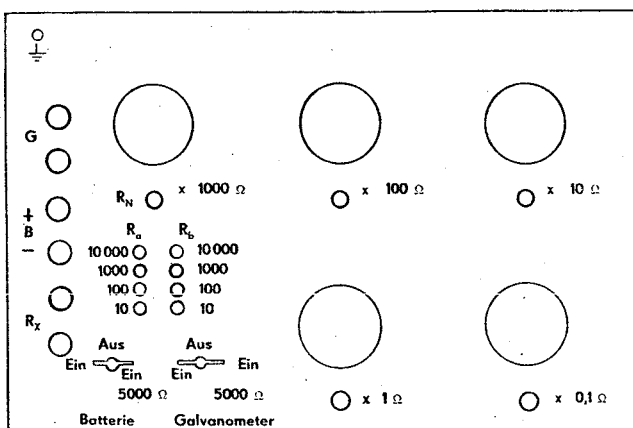 G
R_N x 1000 Ω x 100 Ω x 10 Ω
+
B
−
R_a R_b
10 000 10 000
1000 1000
100 100
10 10
R_X
Aus Aus
Ein Ein Ein Ein
5000 Ω 5000 Ω
Batterie Galvanometer
x 1 Ω x 0,1 Ω